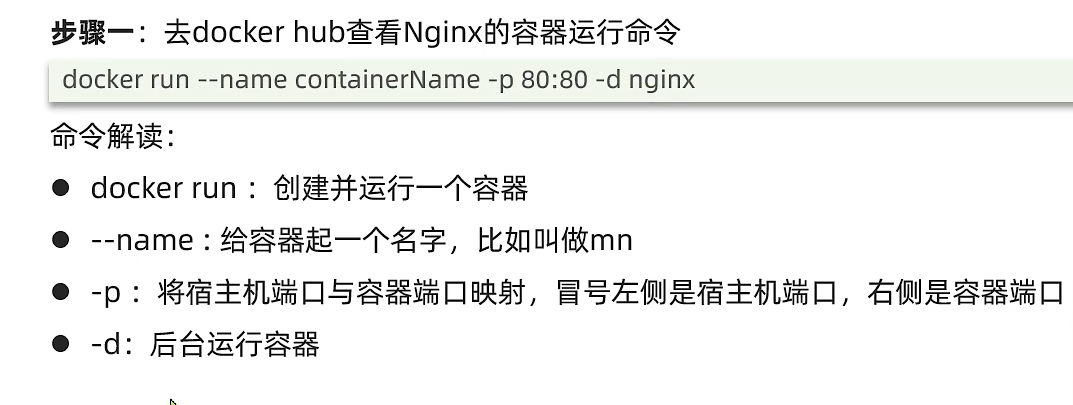 步骤一：去docker hub查看Nginx的容器运行命令
docker run --name containerName -p 80:80 -d nginx
命令解读：
● docker run ：创建并运行一个容器
● --name : 给容器起一个名字，比如叫做mn
● -p ：将宿主机端口与容器端口映射，冒号左侧是宿主机端口，右侧是容器端口
● -d：后台运行容器